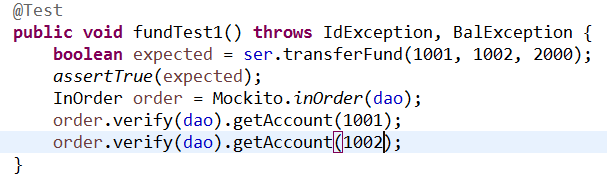 @Test
public void fundTest1() throws IdException, BalException {
boolean expected = ser.transferFund(1001, 1002, 2000);
assertTrue(expected);
InOrder order = Mockito.inOrder(dao);
order.verify(dao).getAccount(1001);
order.verify(dao).getAccount(1002);
}